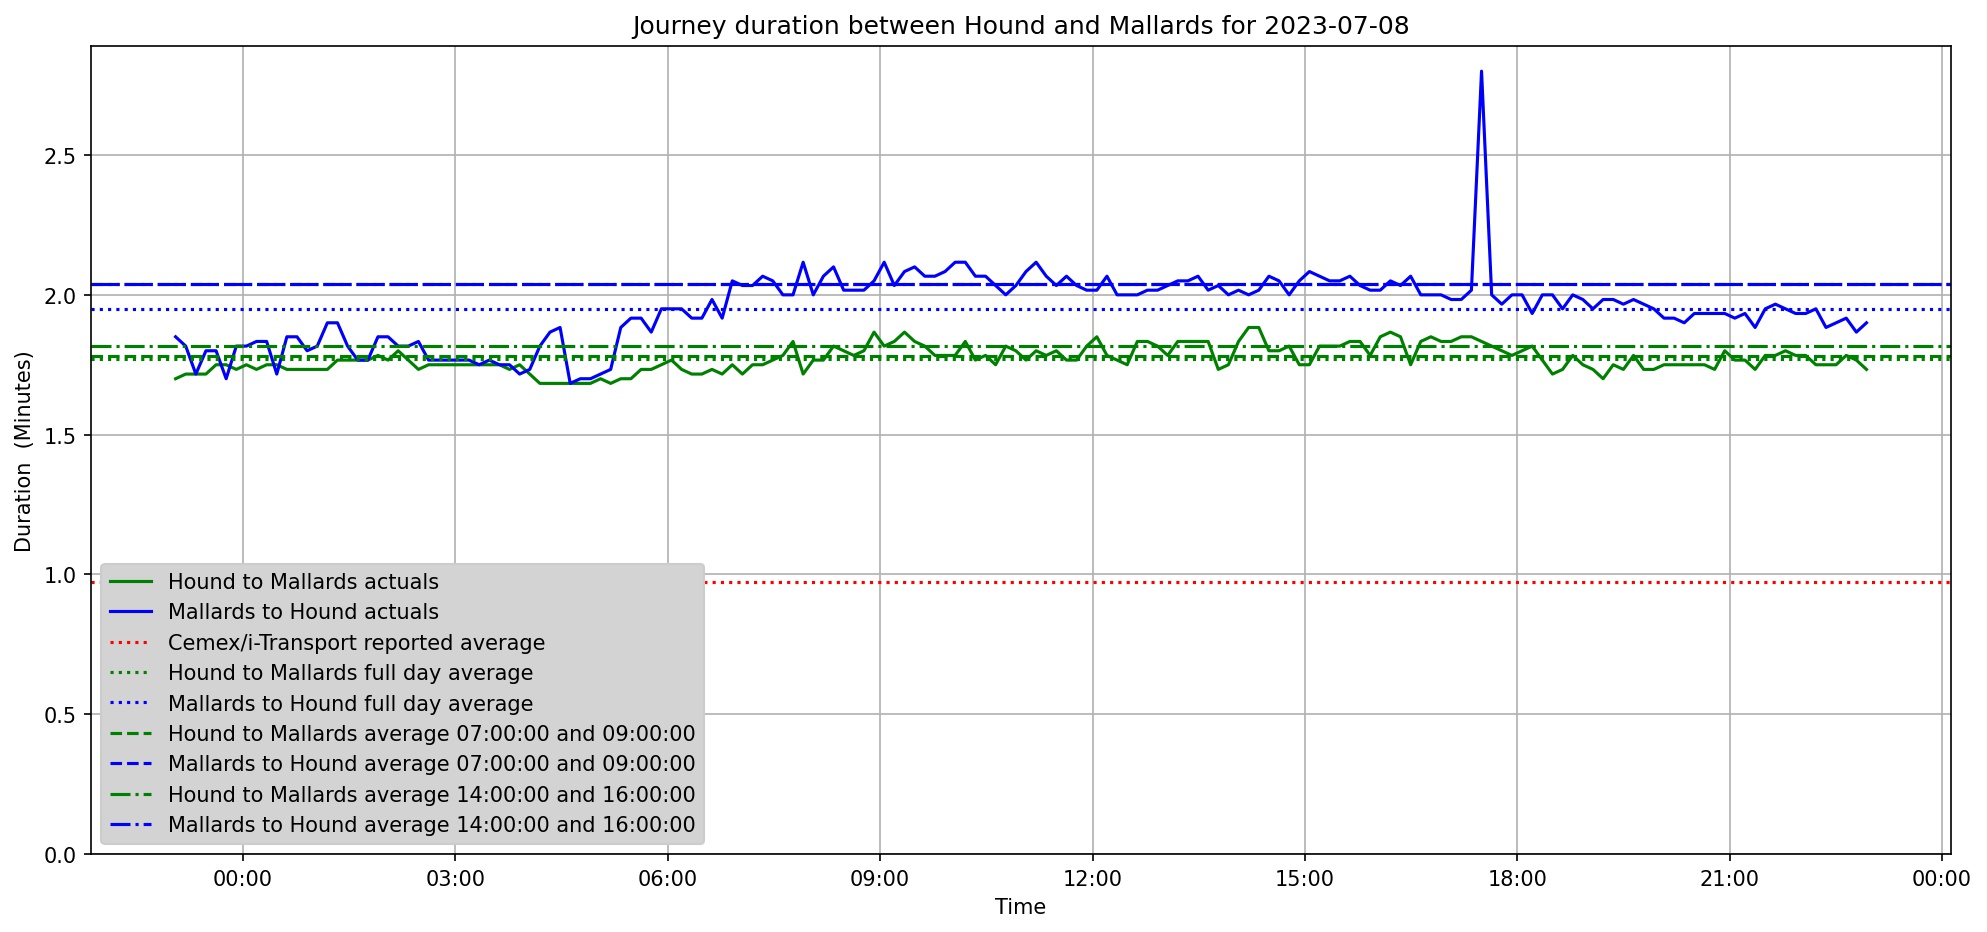 Journey duration between Hound and Mallards for 2023-07-08
Duration  (Minutes)
2.5
2.0
1.5
1.0
0.5
0.0
Hound to Mallards actuals
Mallards to Hound actuals
Cemex/i-Transport reported average
Hound to Mallards full day average
Mallards to Hound full day average
Hound to Mallards average 07:00:00 and 09:00:00
Mallards to Hound average 07:00:00 and 09:00:00
Hound to Mallards average 14:00:00 and 16:00:00
Mallards to Hound average 14:00:00 and 16:00:00
00:00 03:00 06:00 09:00 12:00 15:00 18:00 21:00 00:00
Time